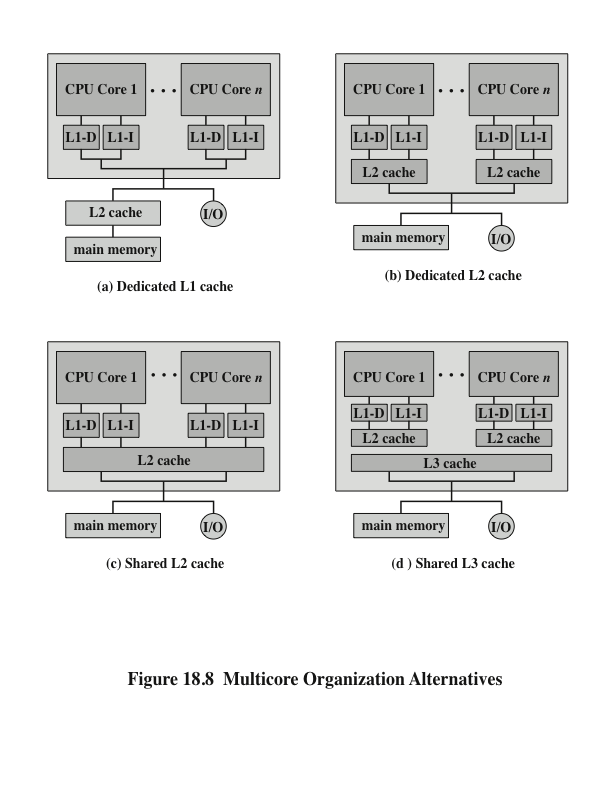 CPU Core 1 • • • CPU Core n
L1-D L1-I L1-D L1-I
L2 cache I/O
main memory
(a) Dedicated L1 cache
CPU Core 1 • • • CPU Core n
L1-D L1-I L1-D L1-I
L2 cache L2 cache
main memory I/O
(b) Dedicated L2 cache
CPU Core 1 • • • CPU Core n
L1-D L1-I L1-D L1-I
L2 cache
main memory I/O
(c) Shared L2 cache
CPU Core 1 • • • CPU Core n
L1-D L1-I L1-D L1-I
L2 cache L2 cache
L3 cache
main memory I/O
(d ) Shared L3 cache
Figure 18.8 Multicore Organization Alternatives